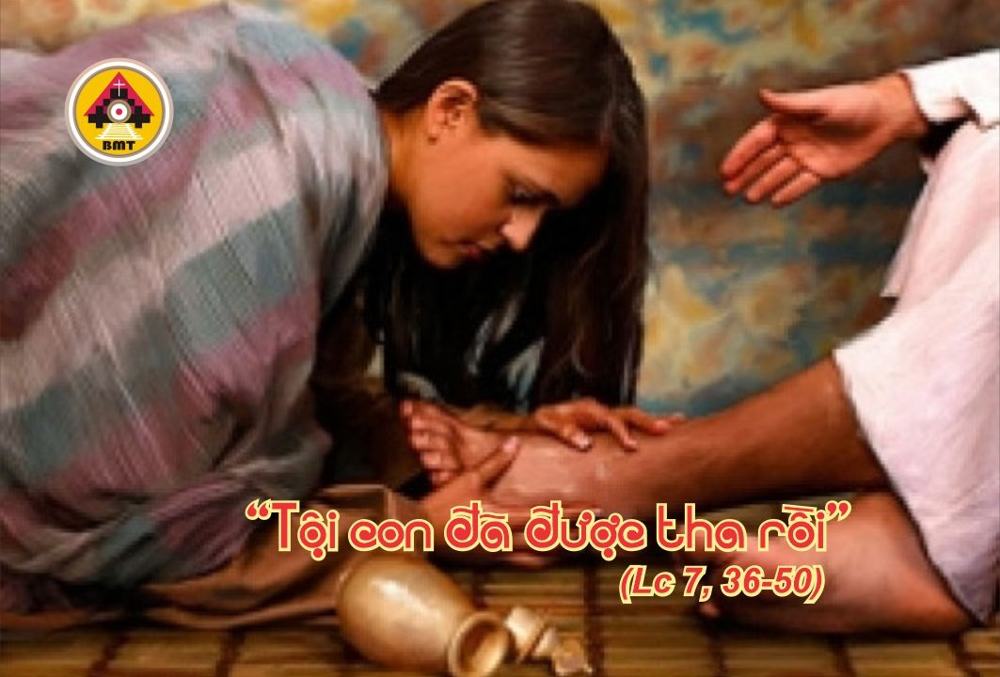 BMT
“Tội con đã được tha rồi”
(Lc 7, 36-50)